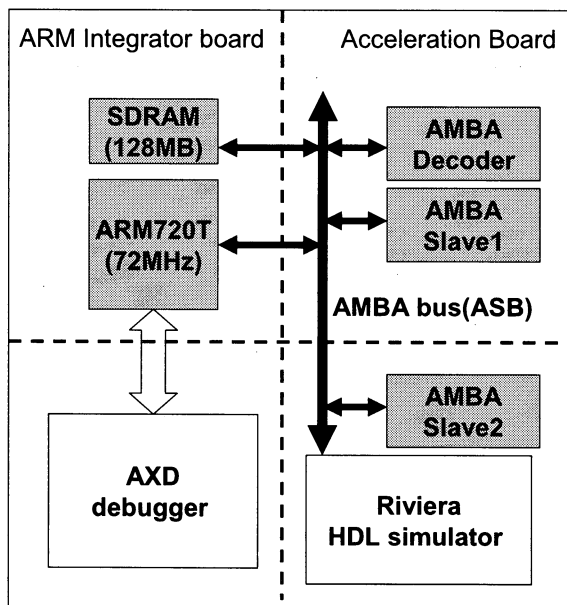 ARM Integrator board
Acceleration Board
SDRAM
(128MB)
AMBA
Decoder
ARM720T
(72MHz)
AMBA
Slave1
AMBA bus(ASB)
AMBA
Slave2
AXD
debugger
Riviera
HDL simulator